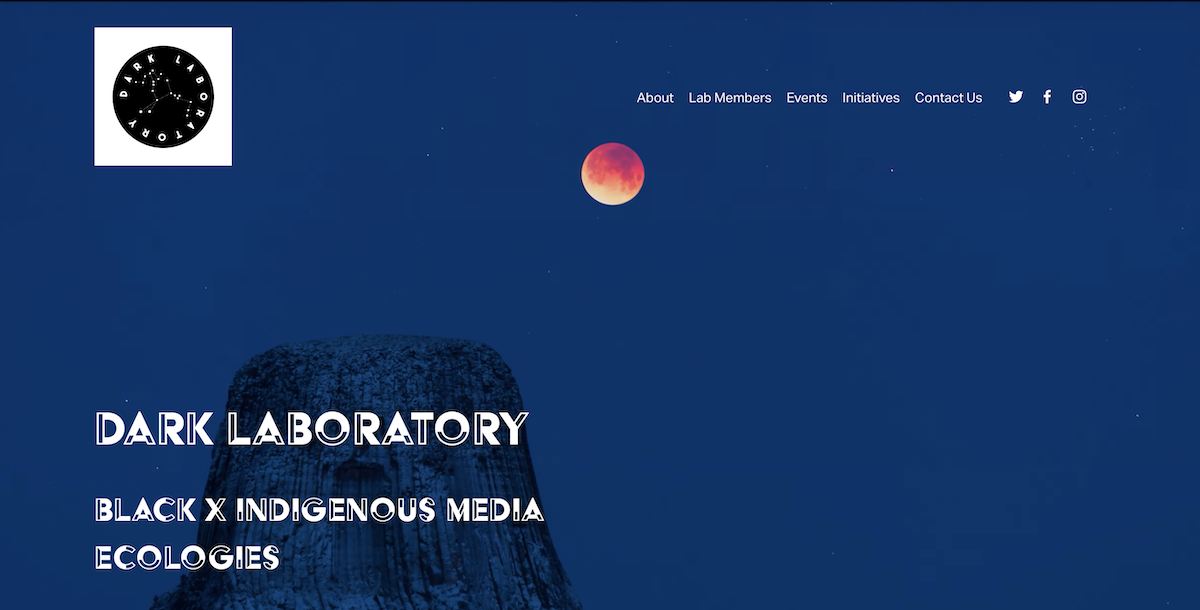 DARK LABORATORY
About Lab Members Events Initiatives Contact Us
DARK LABORATORY
BLACK X INDIGENOUS MEDIA
ECOLOGIES